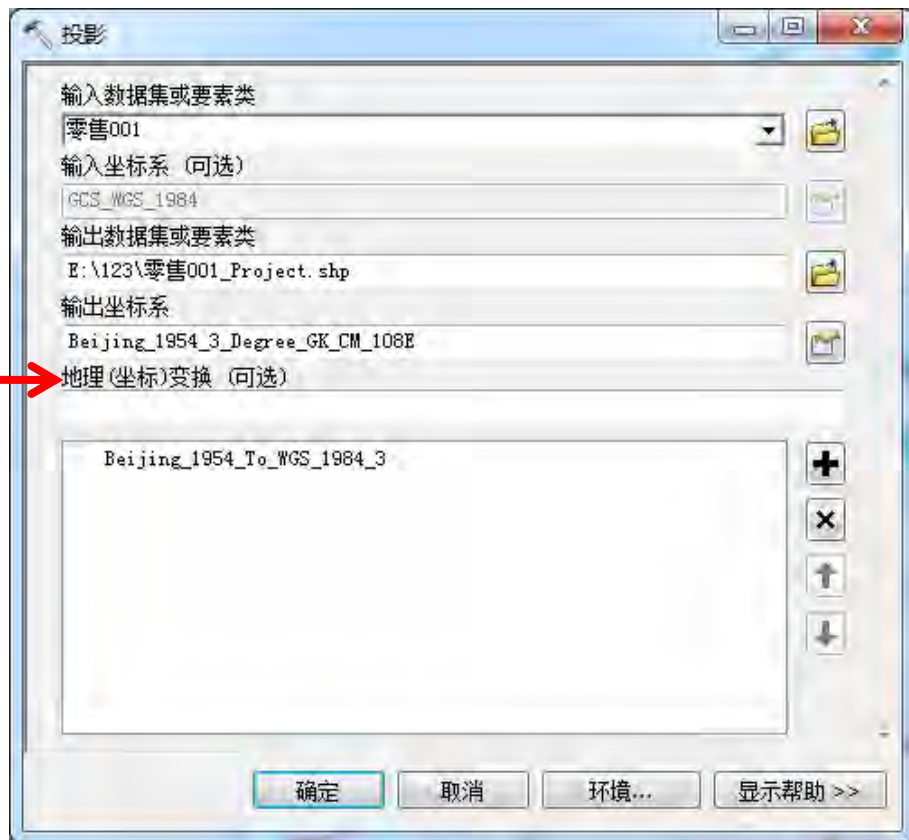 投影
输入数据集或要素类
零售001
输入坐标系 (可选)
GCS_WGS_1984
输出数据集或要素类
E:\123\零售001_Project.shp
输出坐标系
Beijing_1954_3_Degree_GK_CM_108E
地理(坐标)变换 (可选)
Beijing_1954_To_WGS_1984_3
确定 取消 环境... 显示帮助 >>